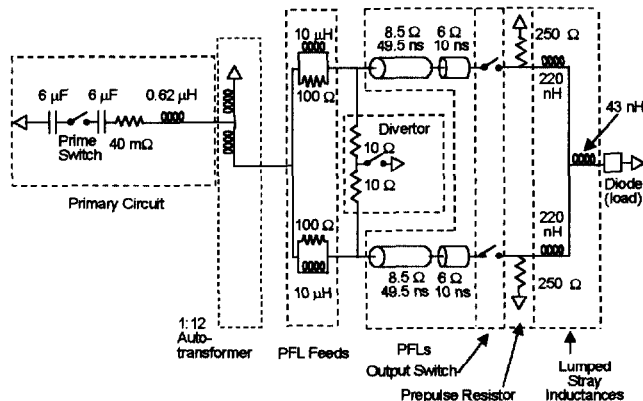 10 µH
100 Ω
8.5 Ω
49.5 ns
6 Ω
10 ns
250 Ω
220
nH
43 nH
6 µF
6 µF
0.62 µH
Prime
Switch
40 mΩ
Divertor
10 Ω
10 Ω
Diode
(load)
Primary Circuit
100 Ω
10 µH
8.5 Ω
49.5 ns
6 Ω
10 ns
220
nH
250 Ω
1:12
Auto-
transformer
PFL Feeds
PFLs
Output Switch
Prepulse Resistor
Lumped
Stray
Inductances